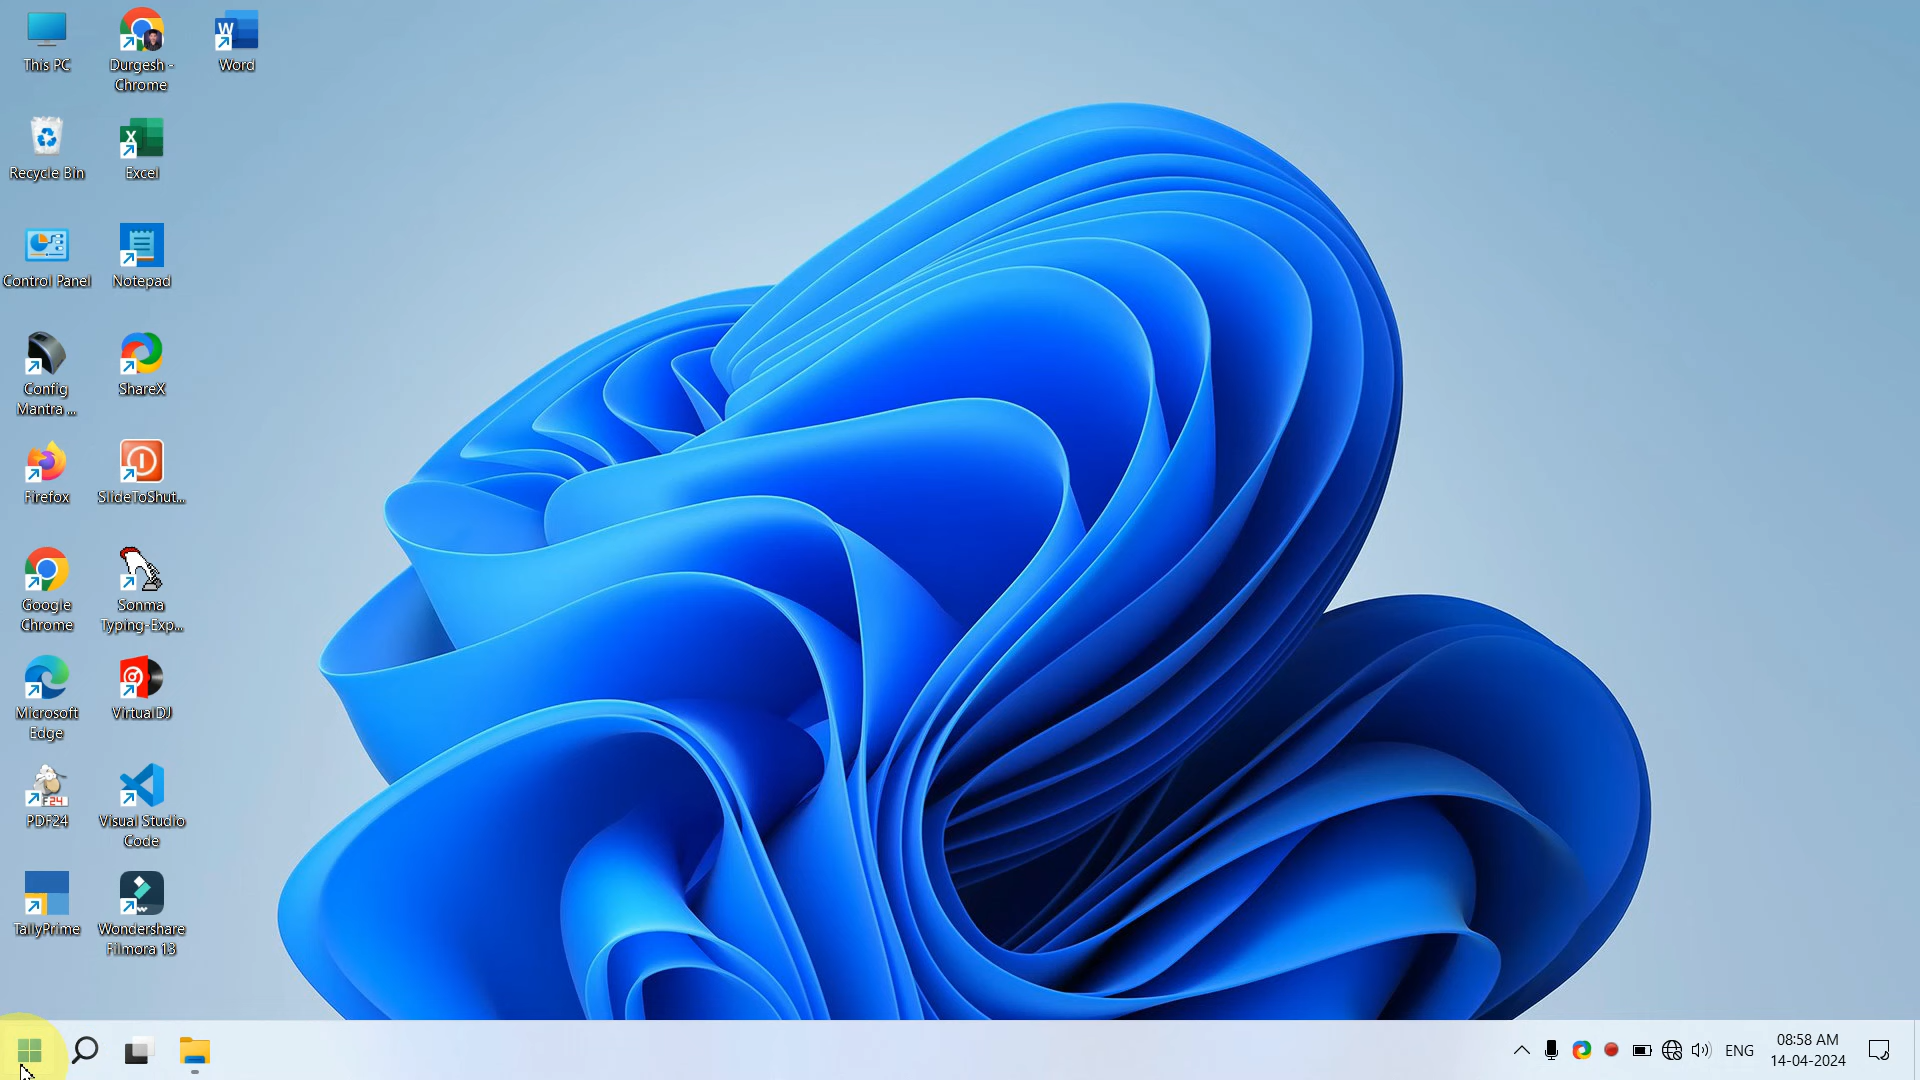 This PC
Durgesh -
Chrome
Word
Recycle Bin
Excel
Control Panel
Notepad
Config
Mantra ...
ShareX
Firefox
SlideToShut...
Google
Chrome
Sonma
Typing-Exp...
Microsoft
Edge
VirtualDJ
F24
PDF24
Visual Studio
Code
TallyPrime
Wondershare
Filmora 13
ENG
08:58 AM
14-04-2024